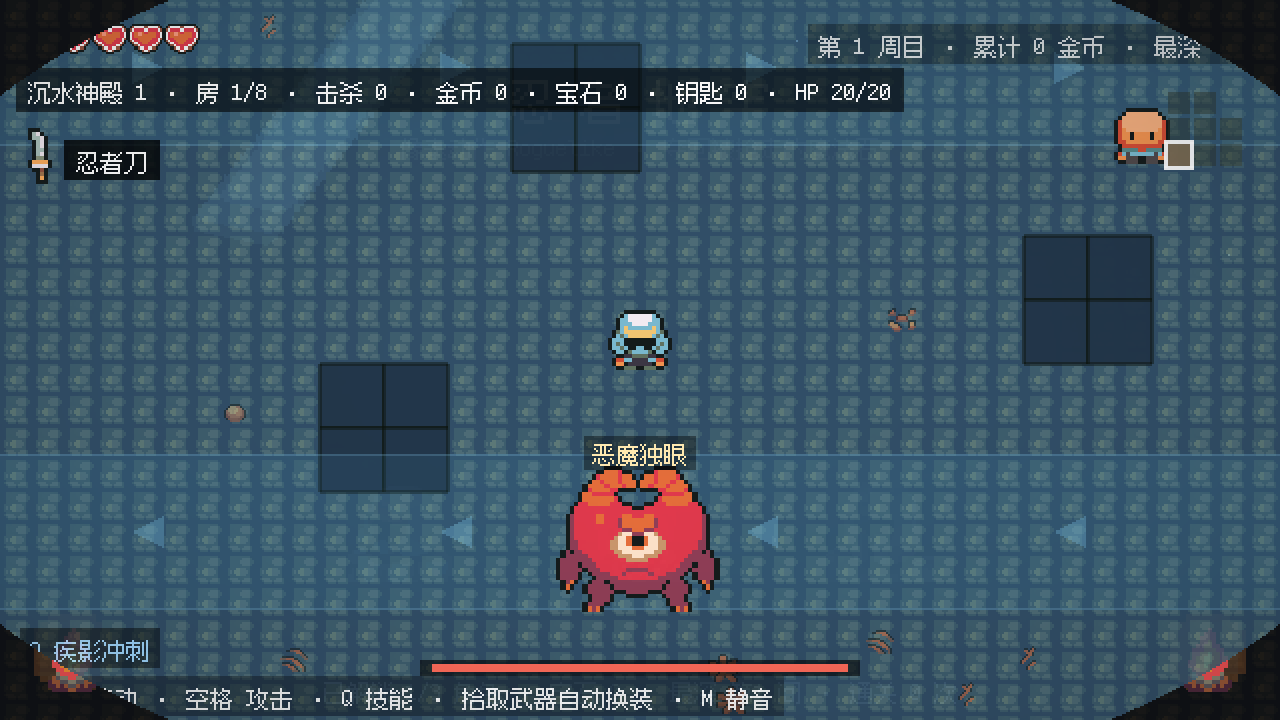 第 1 周目 · 累计 0 金币 · 最深
沉水神殿 1 · 房 1/8 · 击杀 0 · 金币 0 · 宝石 0 · 钥匙 0 · HP 20/20
忍者刀
恶魔独眼
疾影冲刺
· 空格 攻击 · Q 技能 · 拾取武器自动换装 · M 静音